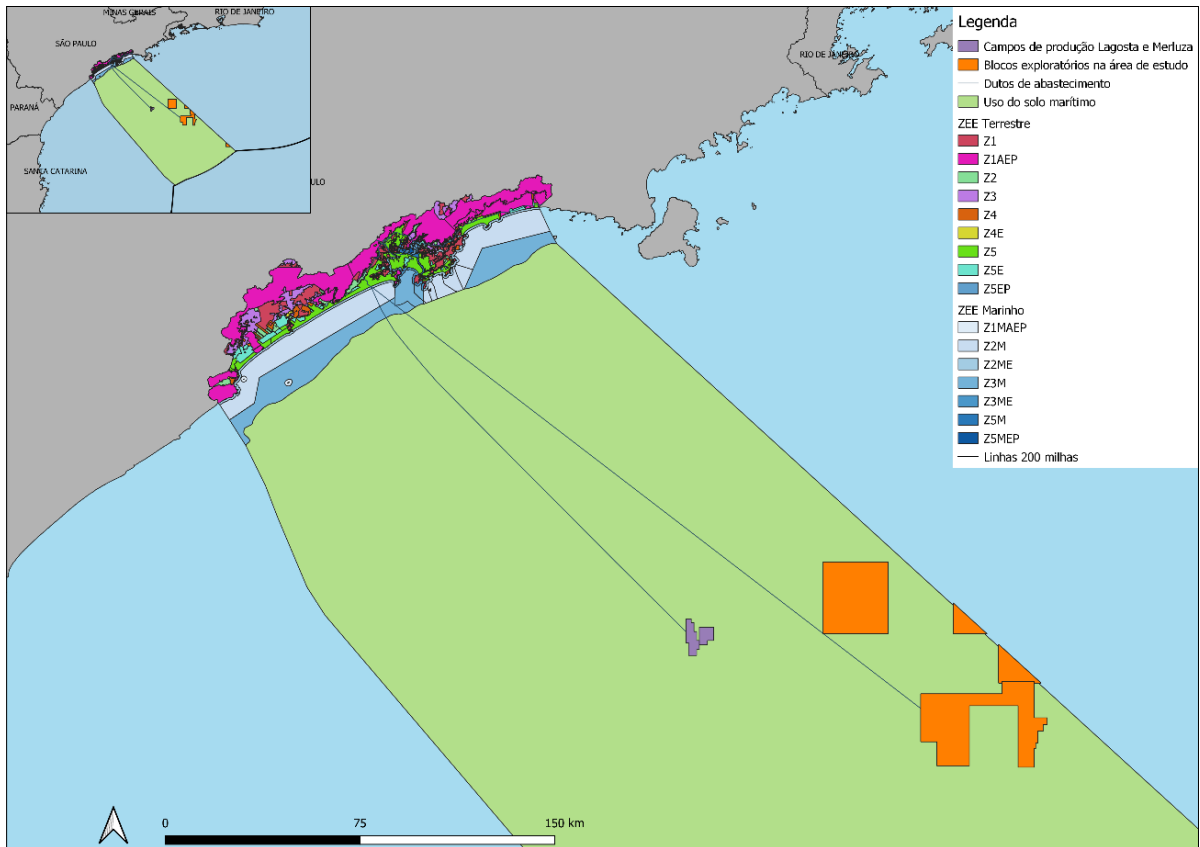 MINAS GERAIS
RIO DE JANEIRO
SÃO PAULO
PARANÁ
SANTA CATARINA
ULO
RIO DE JANEIRO
Legenda
Campos de produção Lagosta e Merluza
Blocos exploratórios na área de estudo
Dutos de abastecimento
Uso do solo marítimo
ZEE Terrestre
Z1
Z1AEP
Z2
Z3
Z4
Z4E
Z5
Z5E
Z5EP
ZEE Marinho
Z1MAEP
Z2M
Z2ME
Z3M
Z3ME
Z5M
Z5MEP
Linhas 200 milhas
0 75 150 km